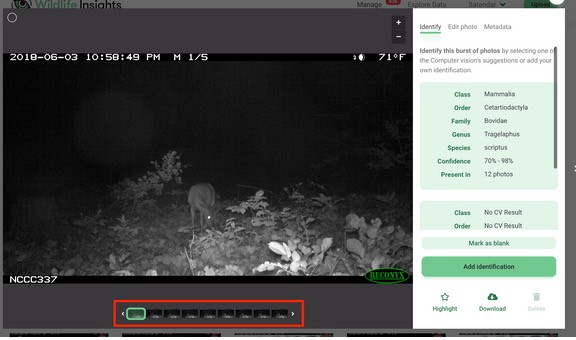 Wildlife Insights
Manage
Explore Data
Identify
Edit photo
Metadata
2018-06-03 10:58:49 PM M 1/5
71°F
Identify this burst of photos by selecting one of
the Computer vision's suggestions or add your
own identification.
Class Mammalia
Order Cetartiodactyla
Family Bovidae
Genus Tragelaphus
Species scriptus
Confidence 70% - 98%
Present in 12 photos
Class No CV Result
Order No CV Result
Mark as blank
Add identification
NCCC337
RECONYX
Highlight
Download
Delete